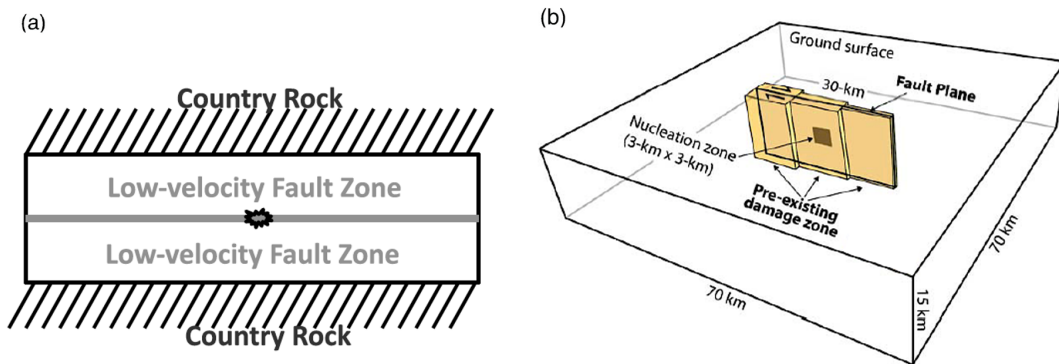 (a)
Country Rock
Low-velocity Fault Zone
Low-velocity Fault Zone
Country Rock
(b)
Ground surface
30-km
Fault Plane
Nucleation zone
(3-km x 3-km)
Pre-existing
damage zone
70 km
70 km
15 km